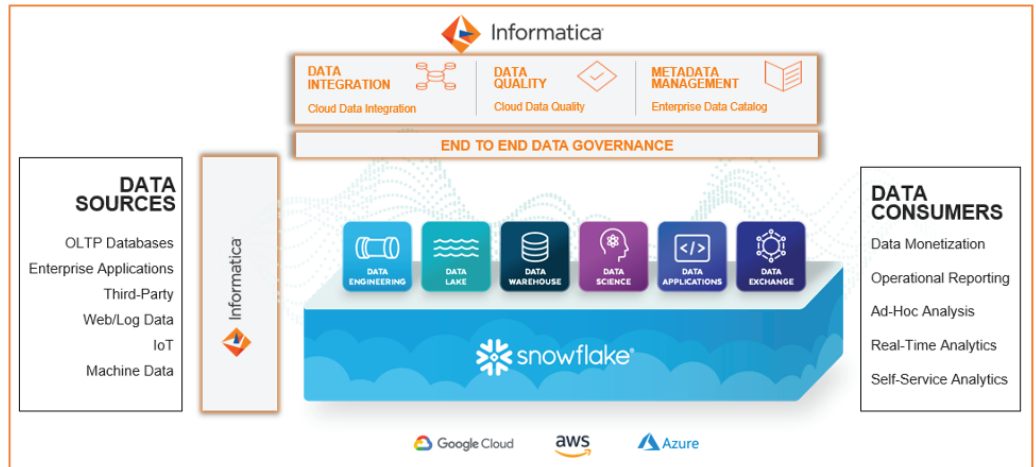 Informatica
DATA
INTEGRATION
Cloud Data Integration
DATA
QUALITY
Cloud Data Quality
METADATA
MANAGEMENT
Enterprise Data Catalog
END TO END DATA GOVERNANCE
DATA
SOURCES
OLTP Databases
Enterprise Applications
Third-Party
Web/Log Data
IoT
Machine Data
Informatica
DATA
ENGINEERING
DATA
LAKE
DATA
WAREHOUSE
DATA
SCIENCE
DATA
APPLICATIONS
DATA
EXCHANGE
snowflake®
DATA
CONSUMERS
Data Monetization
Operational Reporting
Ad-Hoc Analysis
Real-Time Analytics
Self-Service Analytics
Google Cloud
aws
Azure